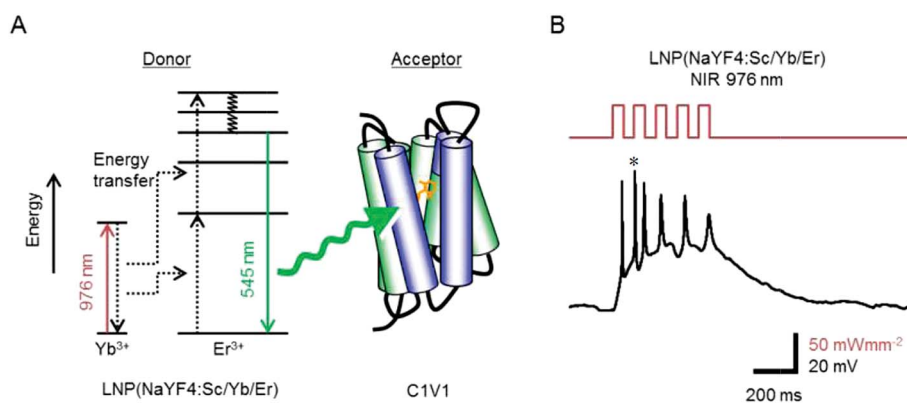 A
Donor
Acceptor
Energy
Energy
transfer
976 nm
545 nm
Yb³⁺
Er³⁺
LNP(NaYF4:Sc/Yb/Er)
C1V1
B
LNP(NaYF4:Sc/Yb/Er)
NIR 976 nm
*
50 mWmm⁻²
20 mV
200 ms